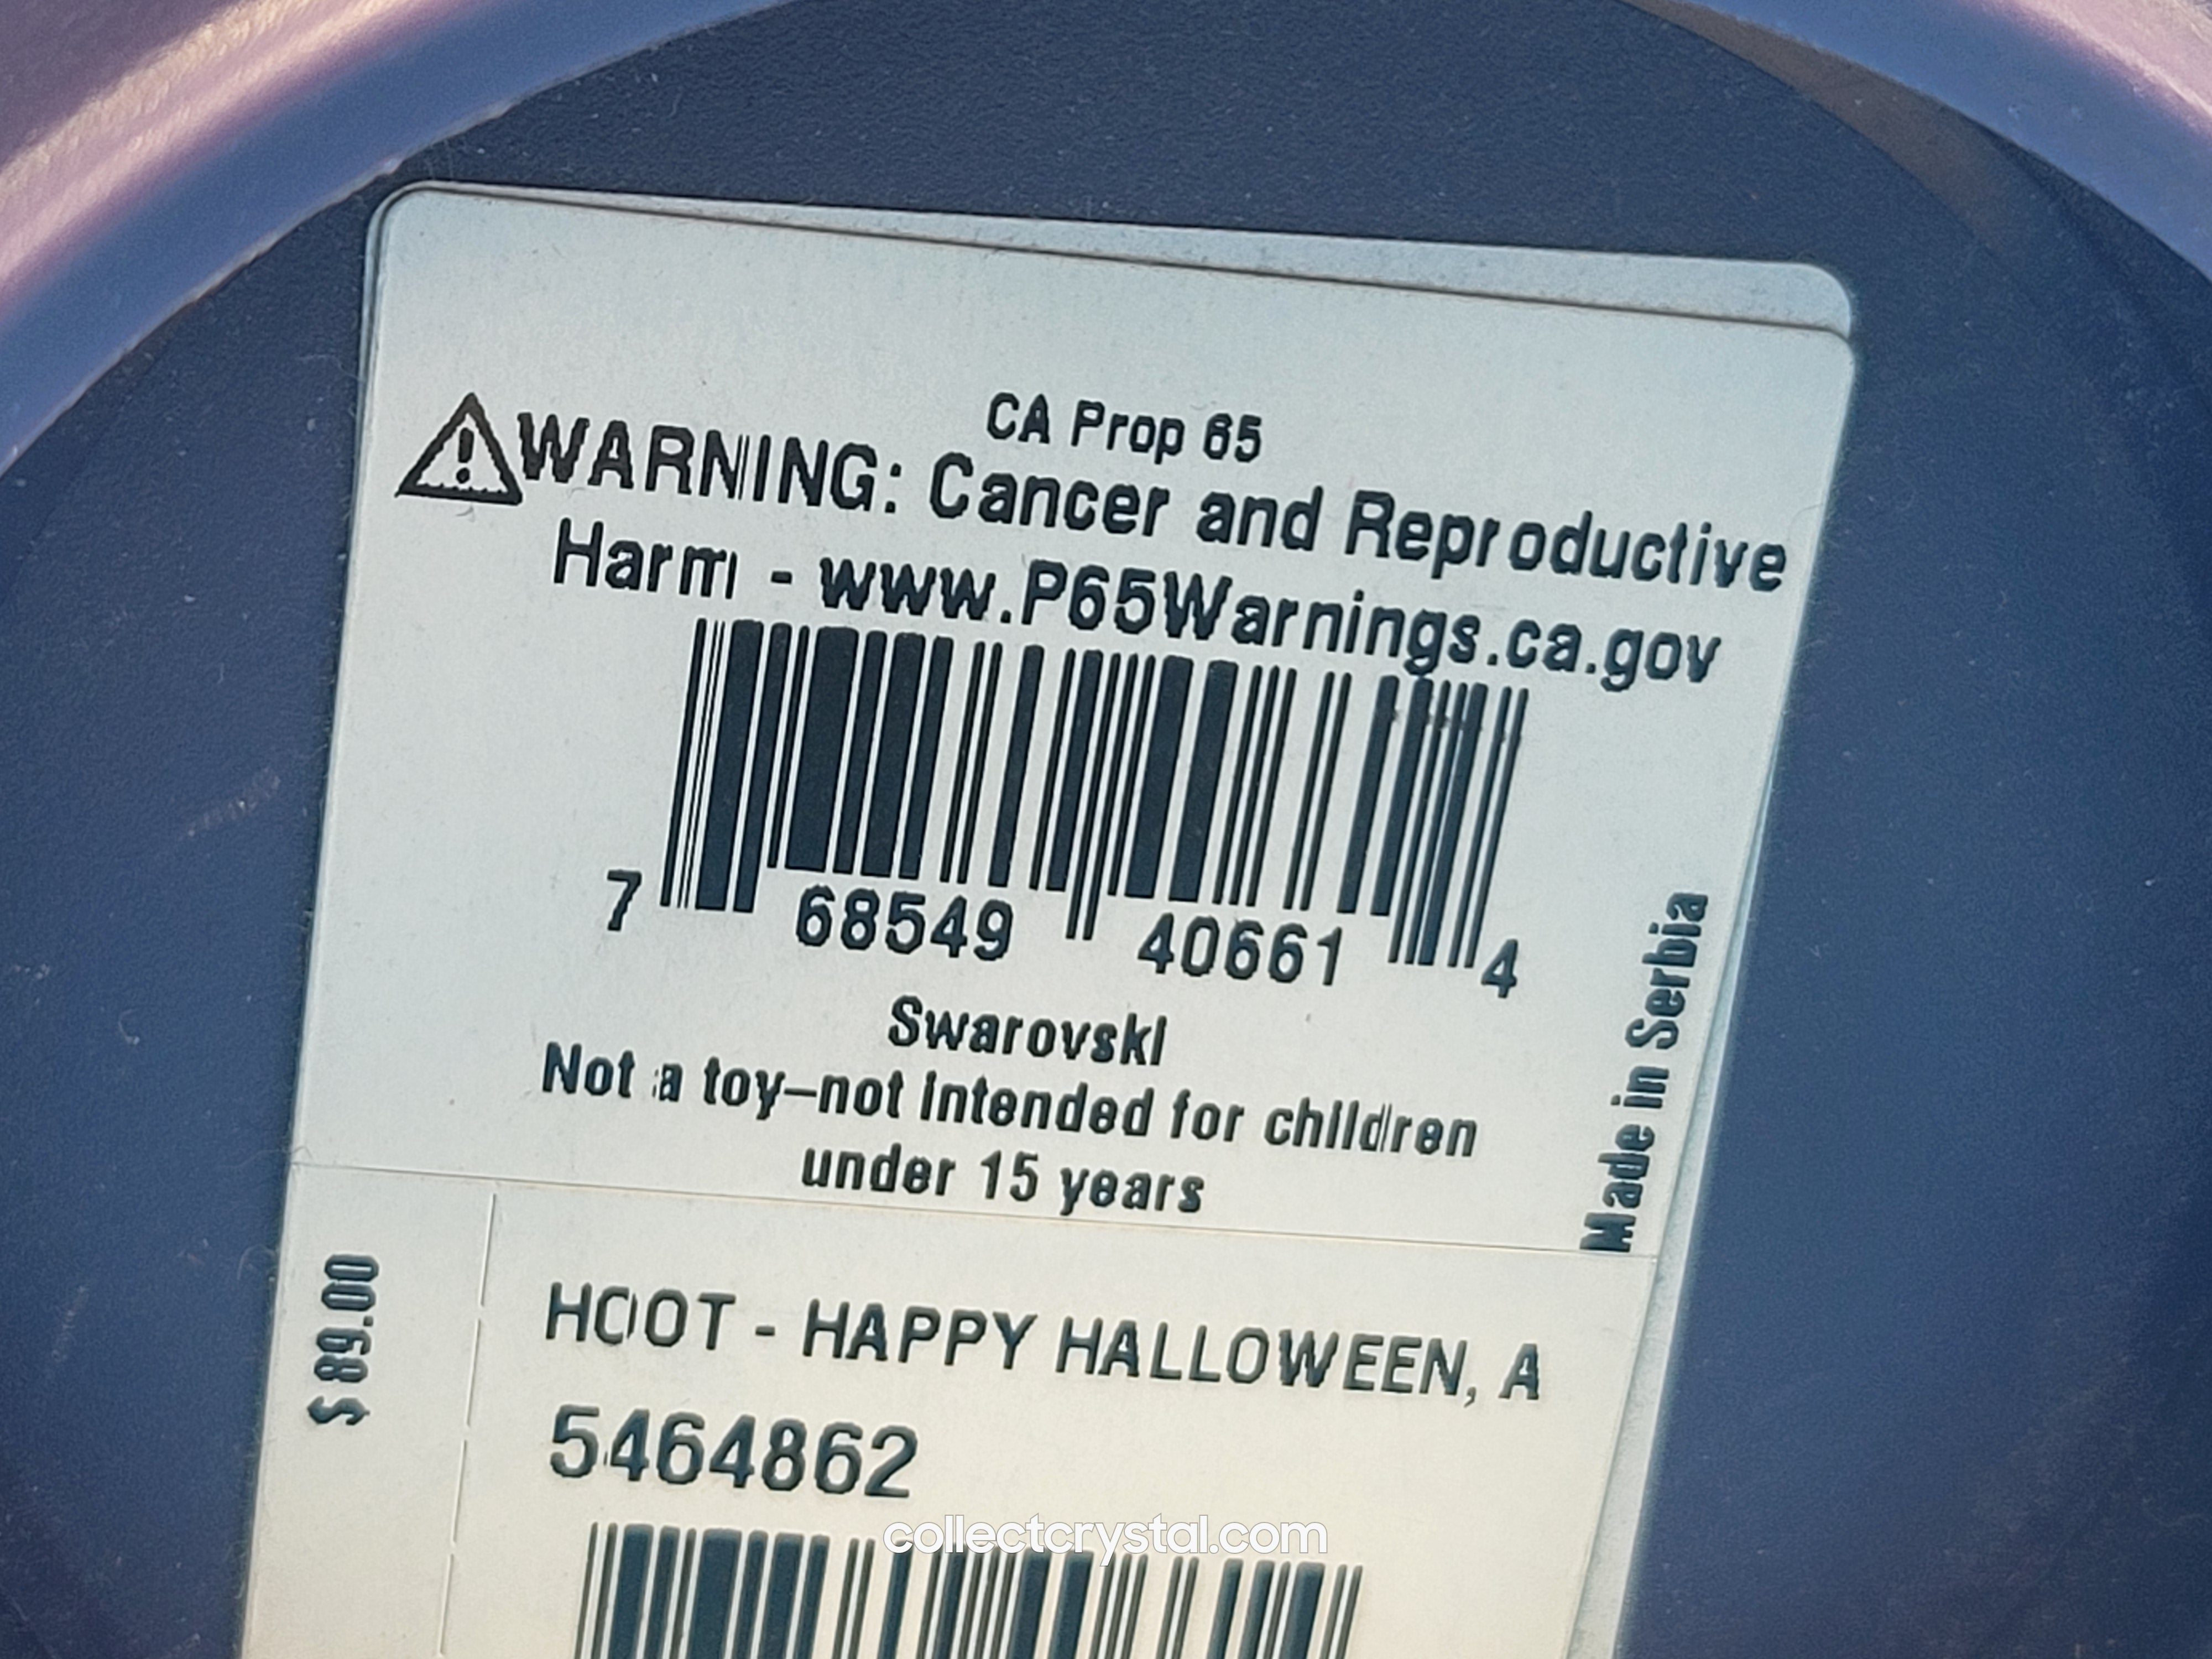 CA Prop 65
WARNING: Cancer and Reproductive
Harm - www.P65Warnings.ca.gov
7 68549 40661 4
Swarovski
Not a toy–not intended for children
under 15 years
Made in Serbia
$ 89.00
HOOT - HAPPY HALLOWEEN, A
5464862
collectcrystal.com